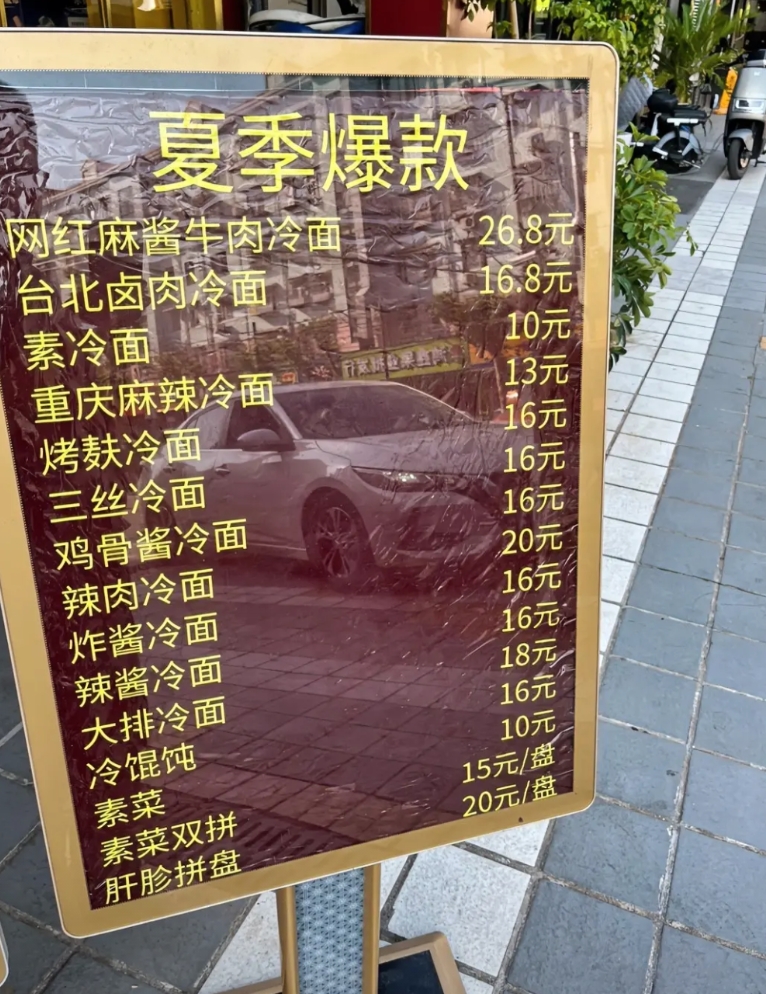 夏季爆款
网红麻酱牛肉冷面 26.8元
台北卤肉冷面 16.8元
素冷面 10元
重庆麻辣冷面 13元
烤麸冷面 16元
三丝冷面 16元
鸡骨酱冷面 16元
辣肉冷面 20元
炸酱冷面 16元
辣酱冷面 16元
大排冷面 18元
冷馄饨 16元
素菜 10元
素菜双拼 15元/盘
肝胗拼盘 20元/盘